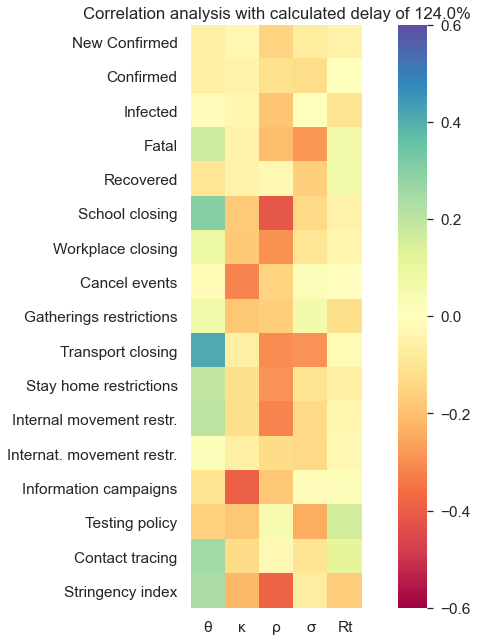 Correlation analysis with calculated delay of 124.0%
New Confirmed
Confirmed
Infected
Fatal
Recovered
School closing
Workplace closing
Cancel events
Gatherings restrictions
Transport closing
Stay home restrictions
Internal movement restr.
Internat. movement restr.
Information campaigns
Testing policy
Contact tracing
Stringency index
θ κ ρ σ Rt
0.6
0.4
0.2
0.0
−0.2
−0.4
−0.6